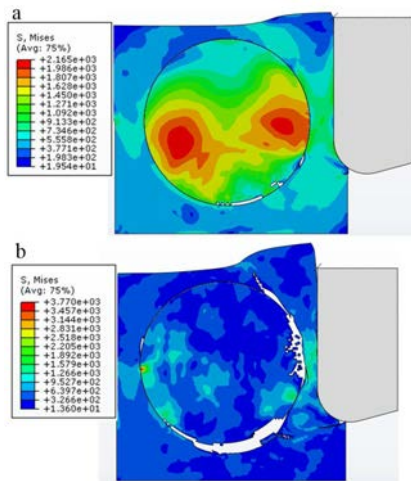 a
S, Mises
(Avg: 75%)
+2.165e+03
+1.986e+03
+1.807e+03
+1.628e+03
+1.450e+03
+1.271e+03
+1.092e+03
+9.133e+02
+7.346e+02
+5.558e+02
+3.771e+02
+1.983e+02
+1.954e+01
b
S, Mises
(Avg: 75%)
+3.770e+03
+3.457e+03
+3.144e+03
+2.831e+03
+2.518e+03
+2.205e+03
+1.892e+03
+1.579e+03
+1.266e+03
+9.527e+02
+6.397e+02
+3.266e+02
+1.360e+01